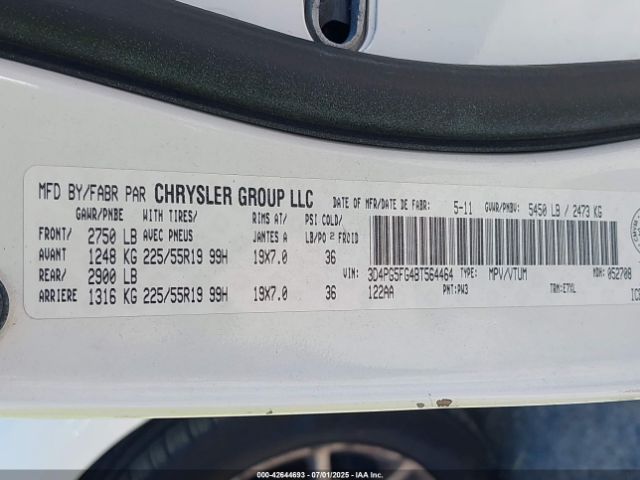 MFD BY/FABR PAR CHRYSLER GROUP LLC DATE OF MFR/DATE DE FABR: 5-11 GVWR/PNBV: 5450 LB / 2473 KG
GAWR/PNBE WITH TIRES/ RIMS AT/ PSI COLD/
FRONT/ 2750 LB AVEC PNEUS JANTES A LB/PO 2 FROID
AVANT 1248 KG 225/55R19 99H 19X7.0 36
REAR/ 2900 LB
ARRIERE 1316 KG 225/55R19 99H 19X7.0 36
VIN: 3D4PG5FG4BT564464 TYPE: MPV/VTUM MDH: 052708
122AA PNT: PW3 TRM: E7XL
000-42644693 07/01/2025 IAAI.COM